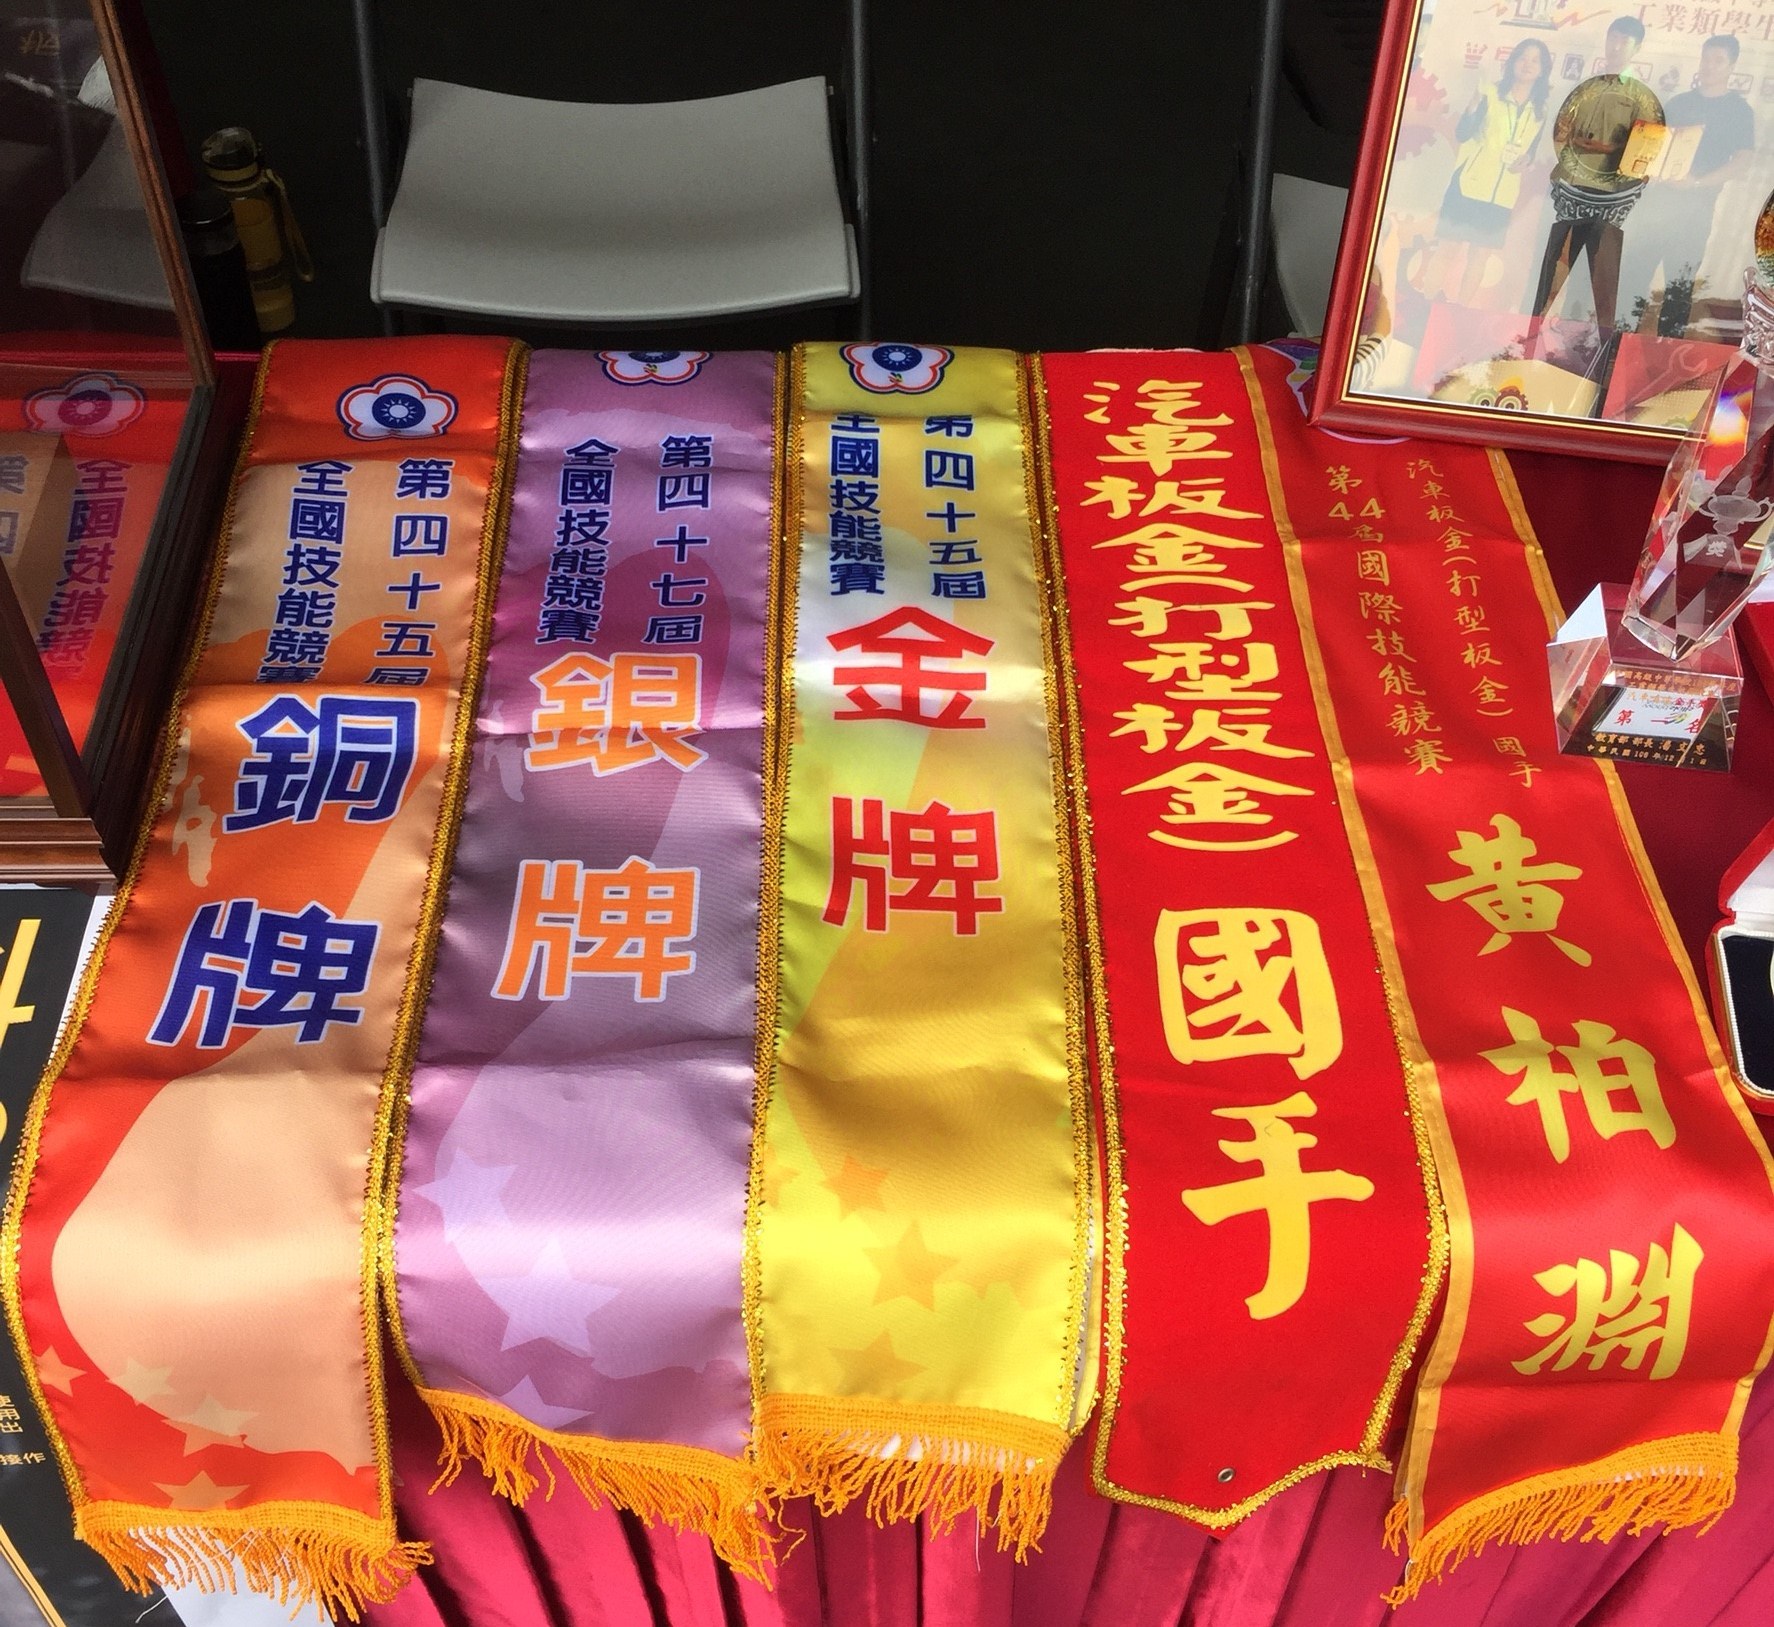 第四十五屆
全國技能競賽
銅牌
第四十七屆
全國技能競賽
銀牌
第四十五屆
全國技能競賽
金牌
汽車板金(打型板金)
國手
汽車板金(打型板金)國手
第44屆國際技能競賽
黃柏淵
工業類學生
全國技能
第四